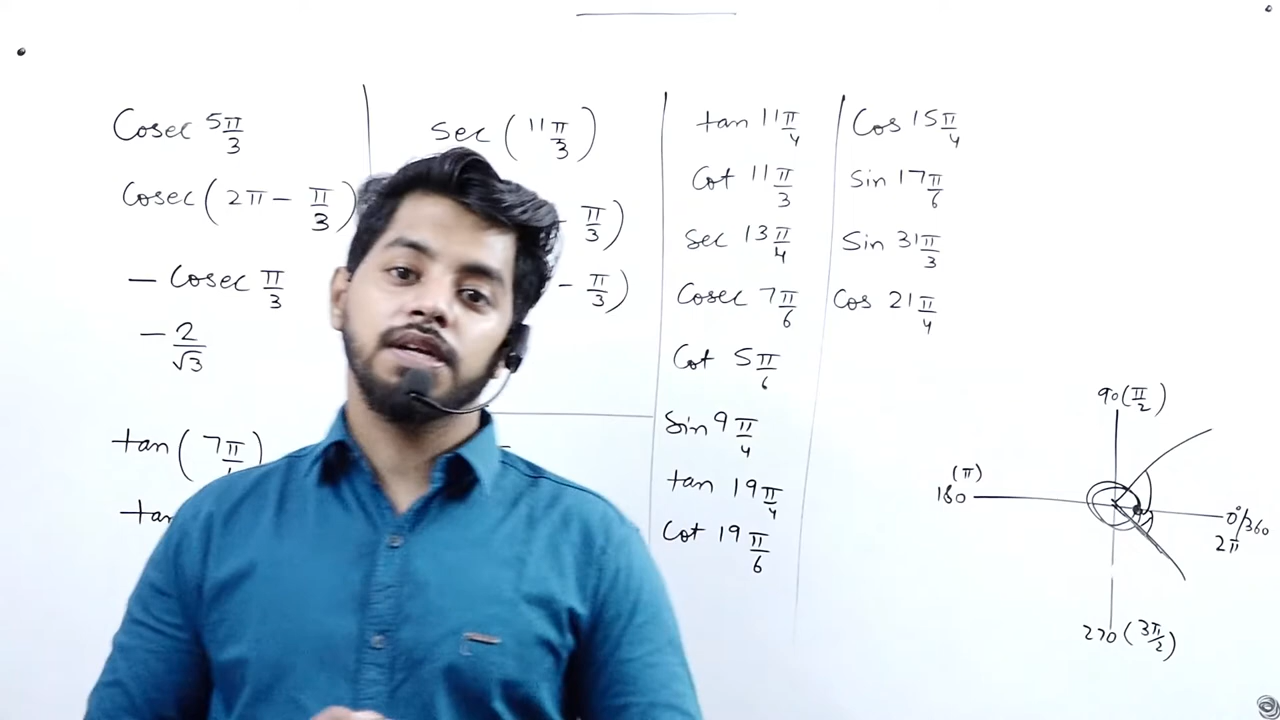 Cosec 5π/3
Cosec (2π - π/3)
- Cosec π/3
- 2/√3
tan (7π/
tan
Sec (11π/3)
- π/3)
- π/3)
tan 11π/4
Cot 11π/3
Sec 13π/4
Cosec 7π/6
Cot 5π/6
Sin 9π/4
tan 19π/4
Cot 19π/6
Cos 15π/4
Sin 17π/6
Sin 31π/3
Cos 21π/4
90 (π/2)
(π)
180
0°/360
2π
270 (3π/2)